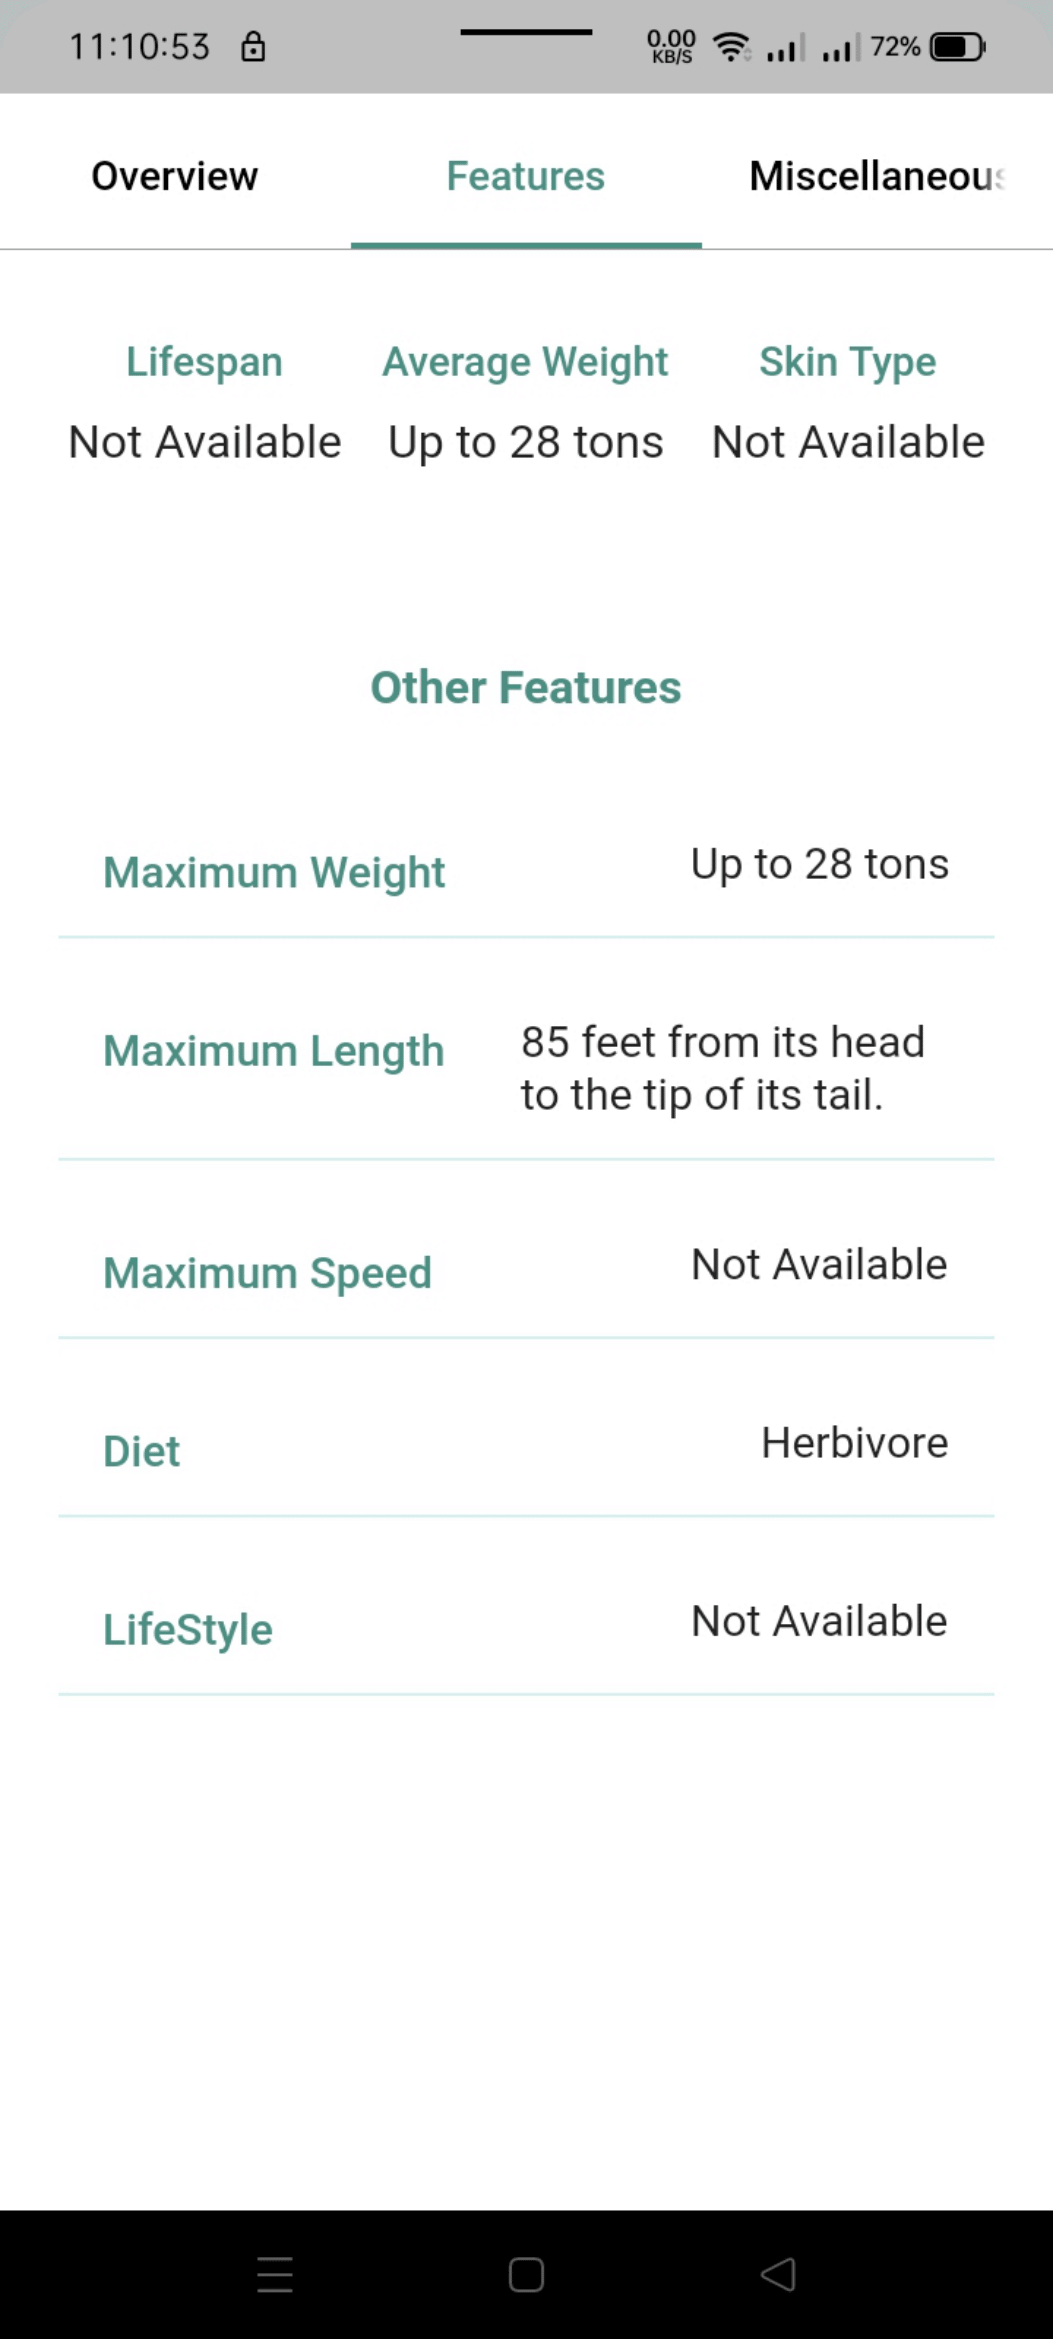 11:10:53 0.00 KB/S 72%
Overview Features Miscellaneous
Lifespan Average Weight Skin Type
Not Available Up to 28 tons Not Available
Other Features
Maximum Weight Up to 28 tons
Maximum Length 85 feet from its head
to the tip of its tail.
Maximum Speed Not Available
Diet Herbivore
LifeStyle Not Available